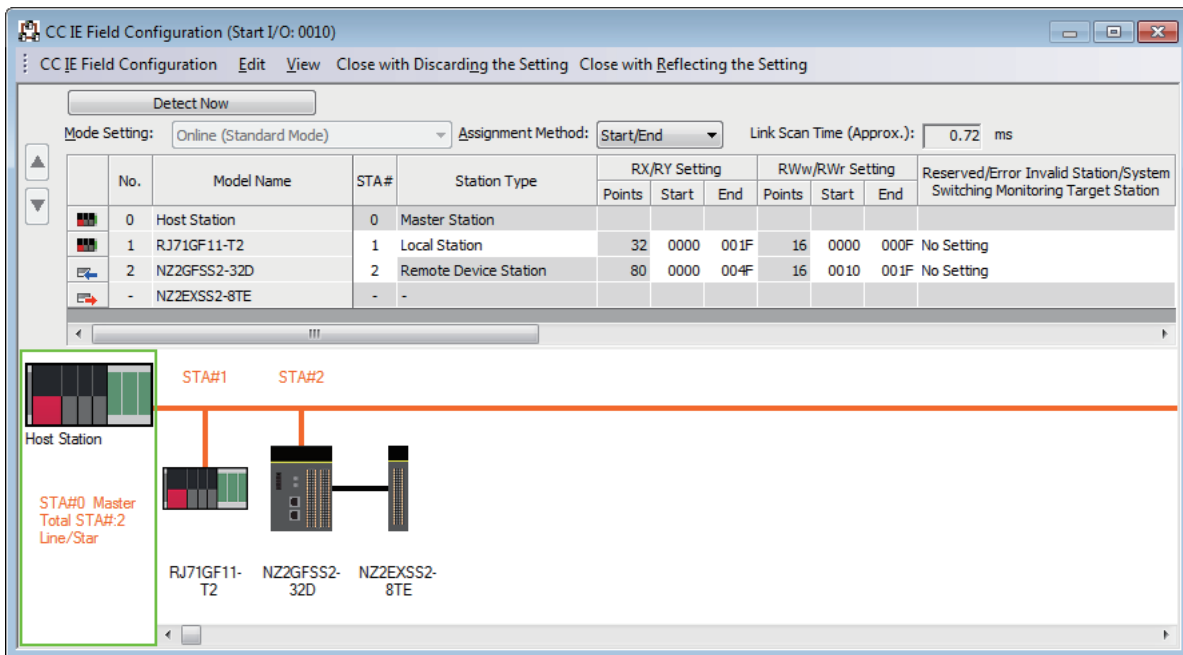 CC IE Field Configuration (Start I/O: 0010)
CC IE Field Configuration Edit View Close with Discarding the Setting Close with Reflecting the Setting
Detect Now
Mode Setting: Online (Standard Mode) Assignment Method: Start/End Link Scan Time (Approx.): 0.72 ms
No. Model Name STA# Station Type RX/RY Setting RWw/RWr Setting Reserved/Error Invalid Station/System
Points Start End Points Start End Switching Monitoring Target Station
0 Host Station 0 Master Station
1 RJ71GF11-T2 1 Local Station 32 0000 001F 16 0000 000F No Setting
2 NZ2GFSS2-32D 2 Remote Device Station 80 0000 004F 16 0010 001F No Setting
- NZ2EXSS2-8TE - -
STA#1 STA#2
Host Station
STA#0 Master
Total STA#:2
Line/Star
RJ71GF11- NZ2GFSS2- NZ2EXSS2-
T2 32D 8TE